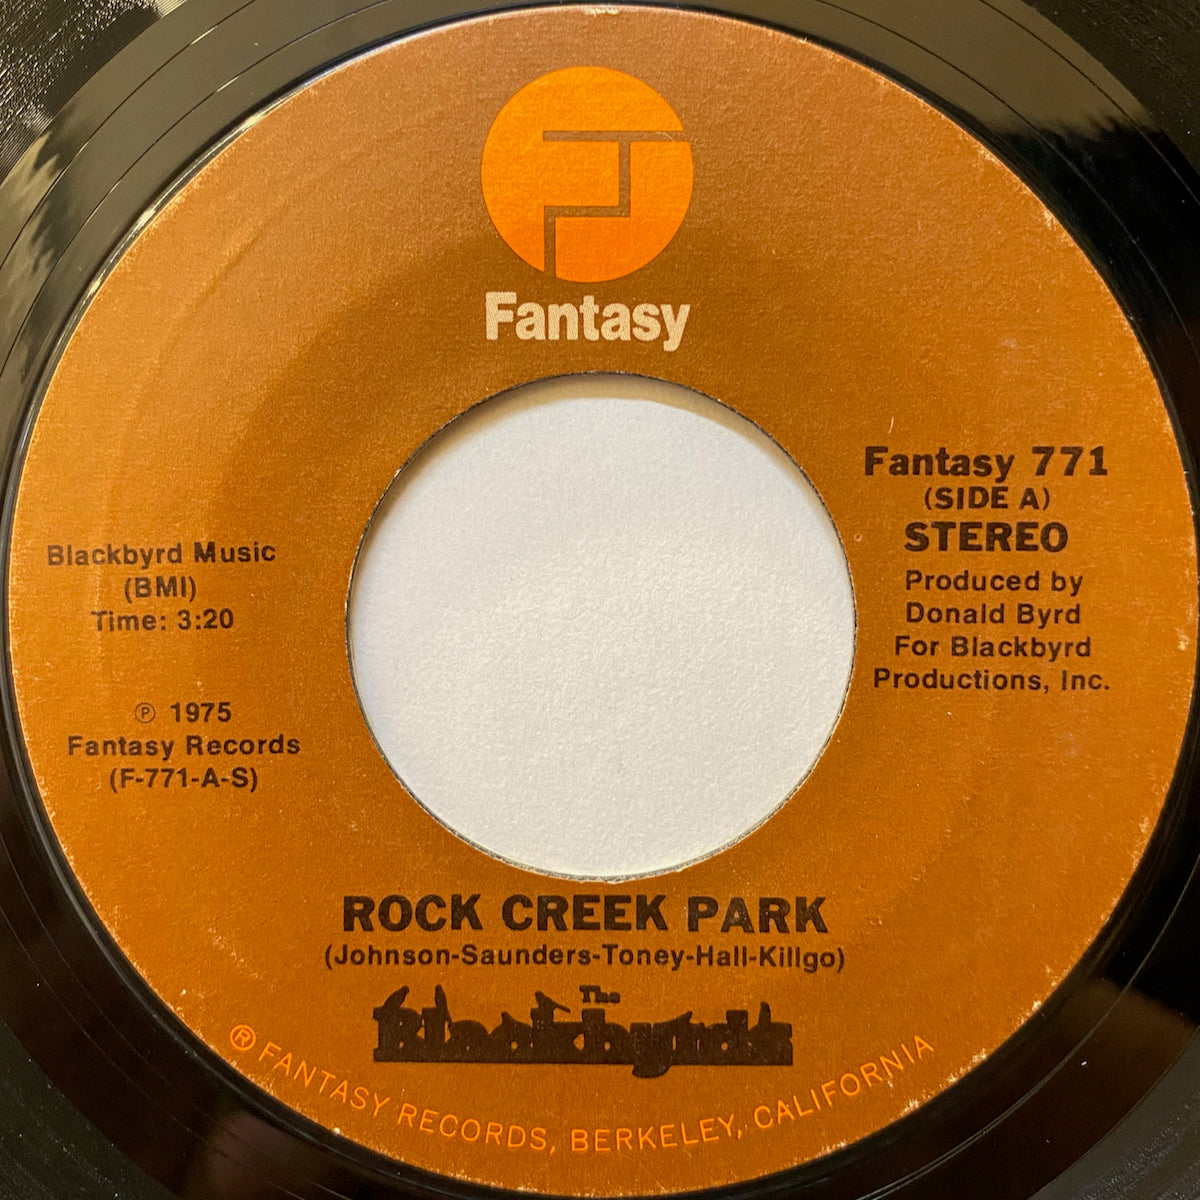 Fantasy
Fantasy 771
(SIDE A)
STEREO
Produced by
Donald Byrd
For Blackbyrd
Productions, Inc.
Blackbyrd Music
(BMI)
Time: 3:20
℗ 1975
Fantasy Records
(F-771-A-S)
ROCK CREEK PARK
(Johnson-Saunders-Toney-Hall-Killgo)
The
Blackbyrds
® FANTASY RECORDS, BERKELEY, CALIFORNIA